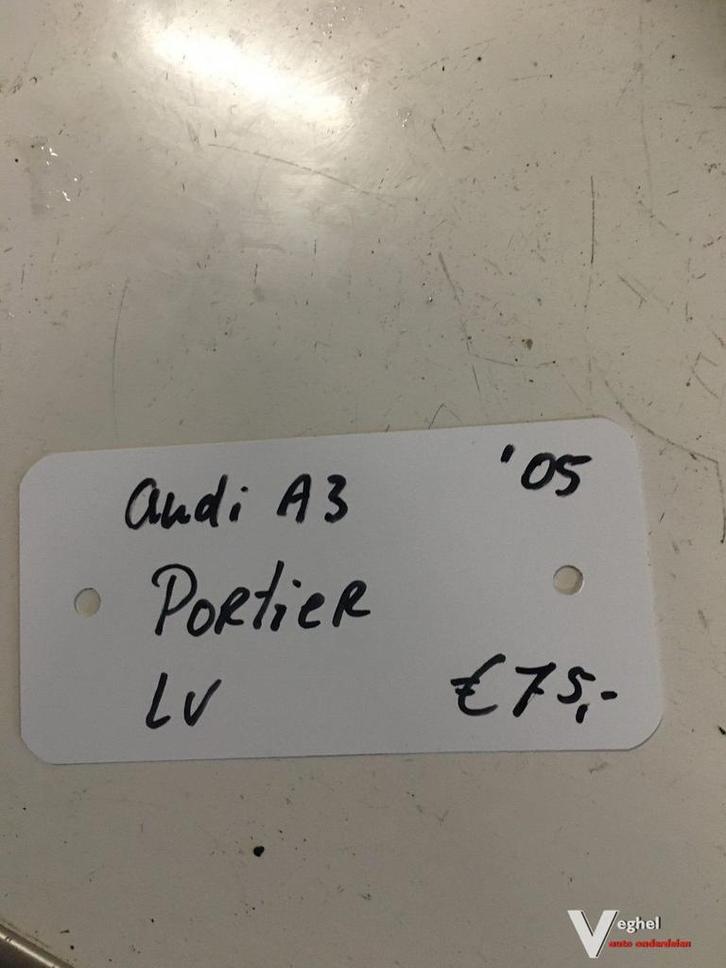 Audi A3 '05
Portier
LV €75,-
Veghel
auto onderdelen